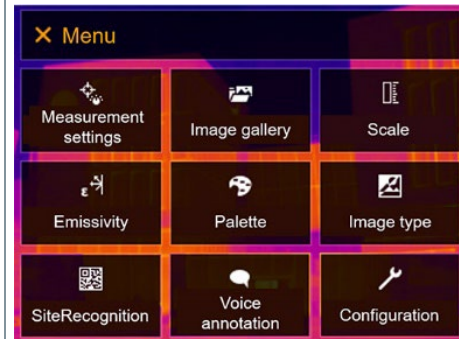 Menu
Measurement
settings
Image gallery
Scale
ε
Emissivity
Palette
Image type
SiteRecognition
Voice
annotation
Configuration